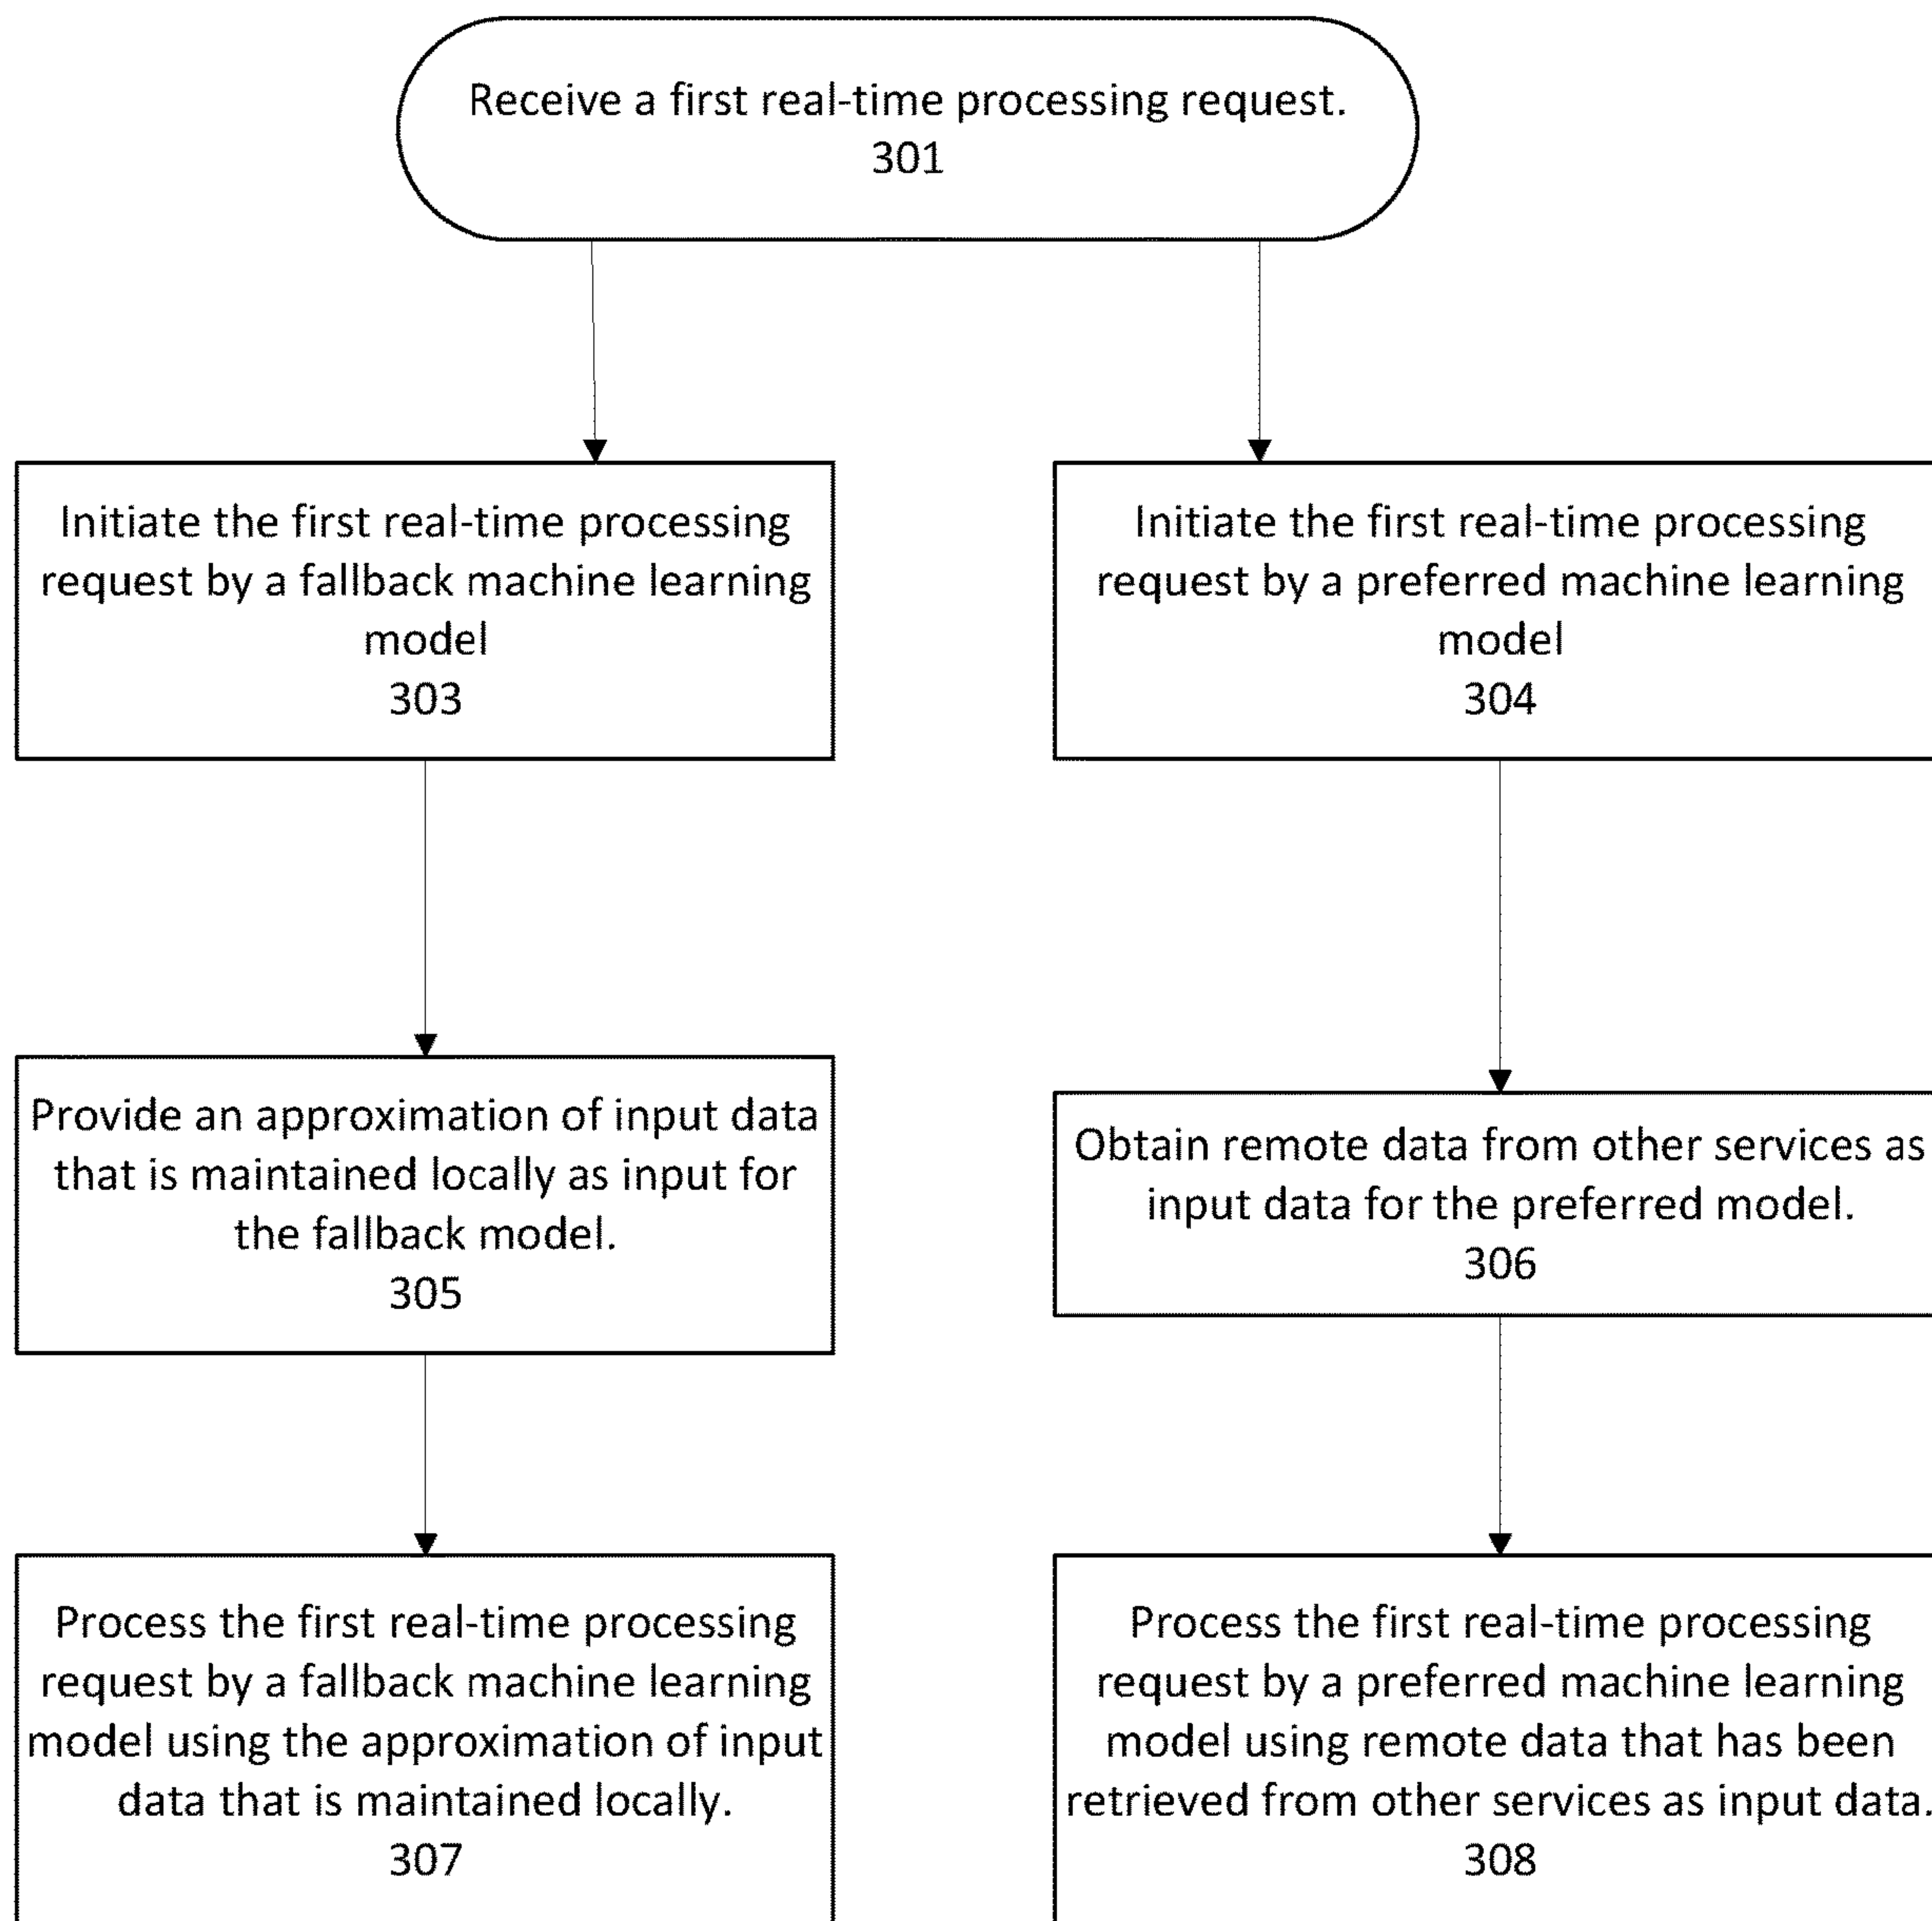 Receive a first real-time processing request.
301
Initiate the first real-time processing
request by a fallback machine learning
model
303
Initiate the first real-time processing
request by a preferred machine learning
model
304
Provide an approximation of input data
that is maintained locally as input for
the fallback model.
305
Obtain remote data from other services as
input data for the preferred model.
306
Process the first real-time processing
request by a fallback machine learning
model using the approximation of input
data that is maintained locally.
307
Process the first real-time processing
request by a preferred machine learning
model using remote data that has been
retrieved from other services as input data.
308